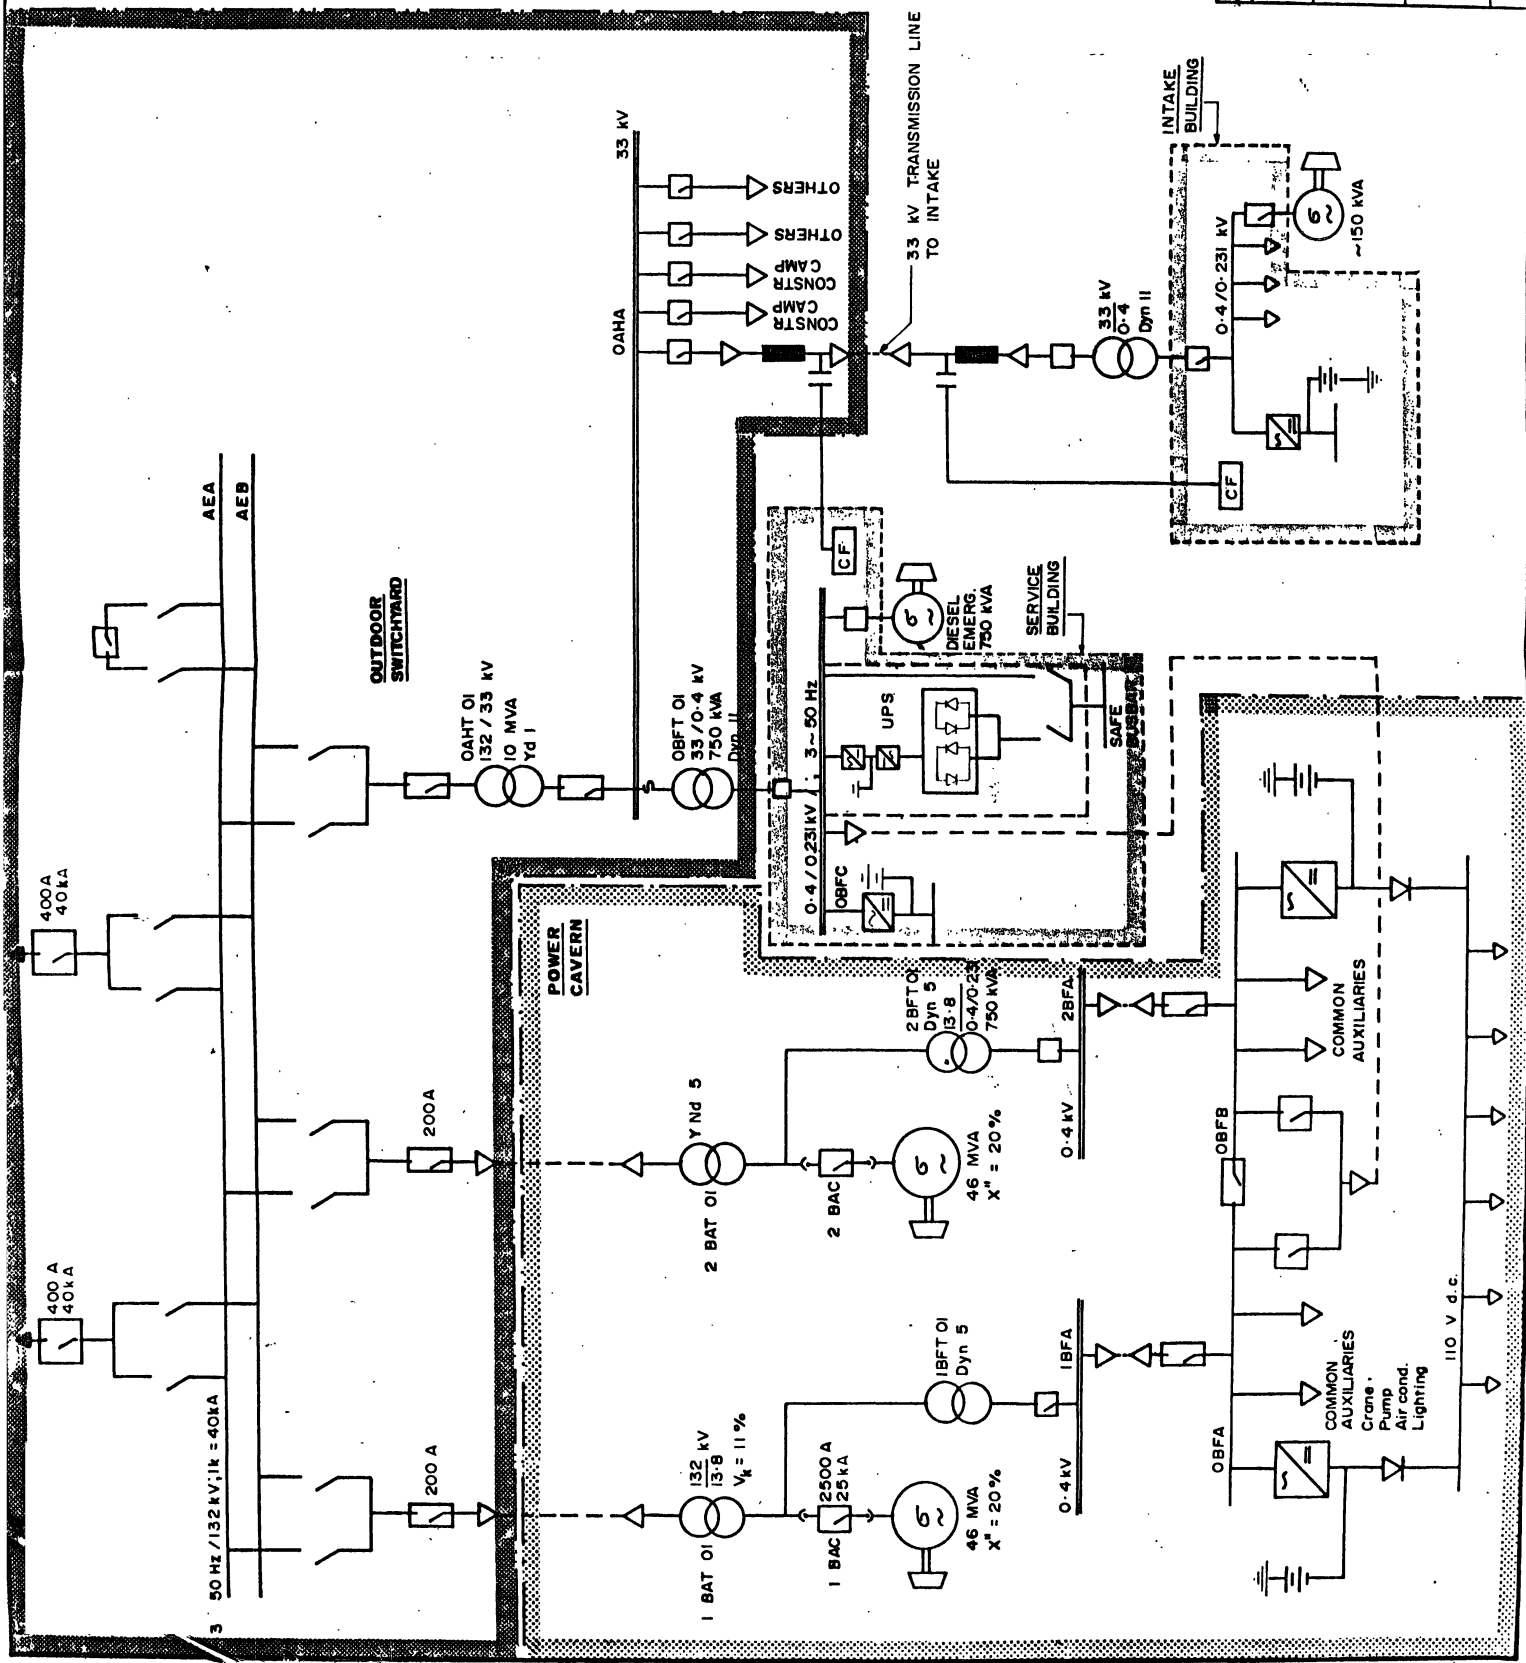 400 A
40 kA
400 A
40 kA
3 50 Hz / 132 kV; Ik = 40kA
AEA
AEB
OUTDOOR
SWITCHYARD
200 A
200A
OAHT 01
132 / 33 kV
10 MVA
Yd 1
OAHA
33 kV
CONSTR
CAMP
CONSTR
CAMP
OTHERS
OTHERS
33 kV TRANSMISSION LINE
TO INTAKE
OBFT 01
33 / 0.4 kV
750 kVA
Dyn 11
POWER
CAVERN
1 BAT 01
132 kV
13.8
Vk = 11 %
2 BAT 01
Y Nd 5
1 BAC
2500 A
25 kA
2 BAC
46 MVA
X" = 20%
46 MVA
X" = 20%
1BFT 01
Dyn 5
2BFT 01
Dyn 5
13.8
0.4/0.23
750 kVA
0.4 kV
1BFA
0.4 kV
2BFA
OBFA
OBFB
COMMON
AUXILIARIES
Crane.
Pump
Air cond.
Lighting
COMMON
AUXILIARIES
110 V d.c.
0.4 / 0.231 kV
3 ~ 50 Hz
OBFC
UPS
SAFE
BUSBAR
CF
DIESEL
EMERG.
750 kVA
SERVICE
BUILDING
33 kV
0.4
Dyn 11
INTAKE
BUILDING
0.4 / 0.231 kV
CF
~150 kVA
G
~
G
~
G
~
G
~